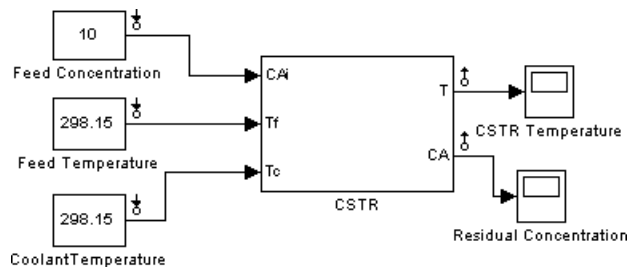 10
Feed Concentration
298.15
Feed Temperature
298.15
CoolantTemperature
CAi
Tf
Tc
T
CA
CSTR
CSTR Temperature
Residual Concentration